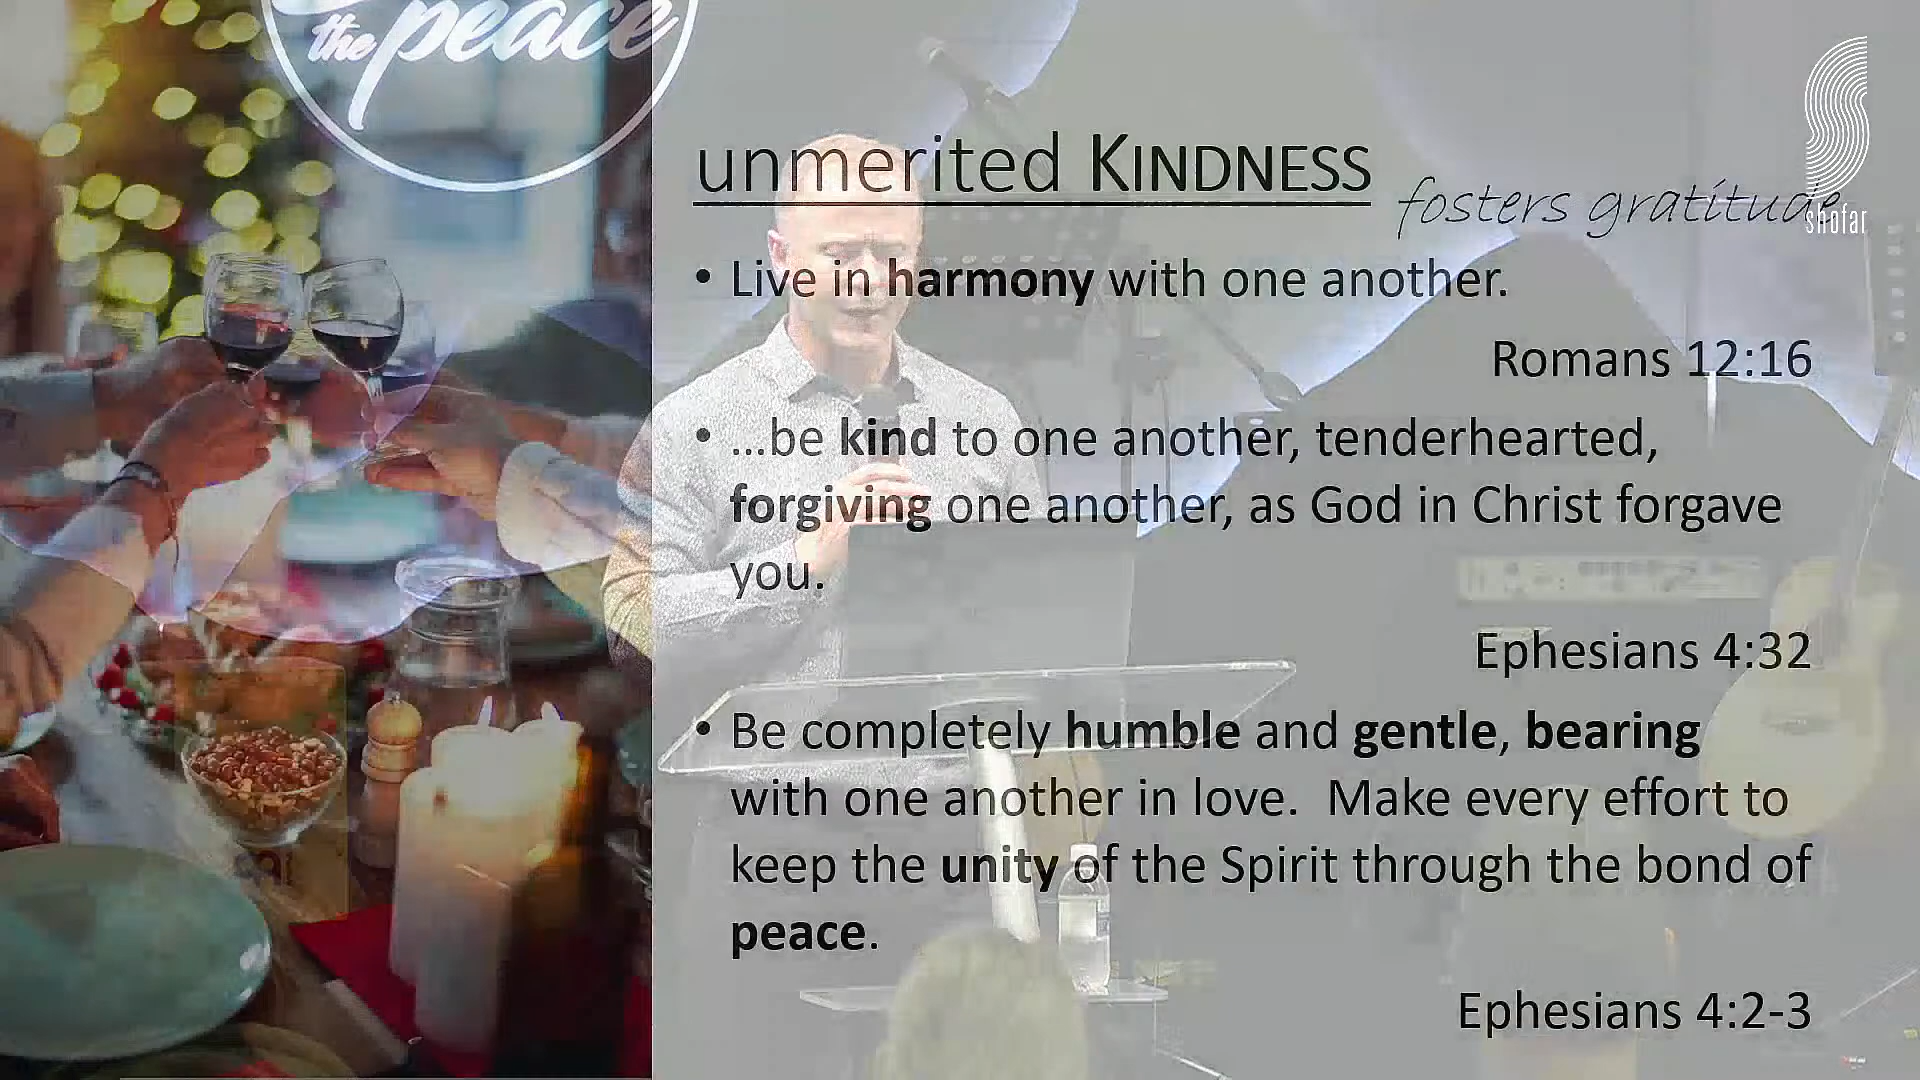 the peace
unmerited KINDNESS
fosters gratitude
shofar
• Live in harmony with one another.
Romans 12:16
• ...be kind to one another, tenderhearted,
forgiving one another, as God in Christ forgave
you.
Ephesians 4:32
• Be completely humble and gentle, bearing
with one another in love. Make every effort to
keep the unity of the Spirit through the bond of
peace.
Ephesians 4:2-3